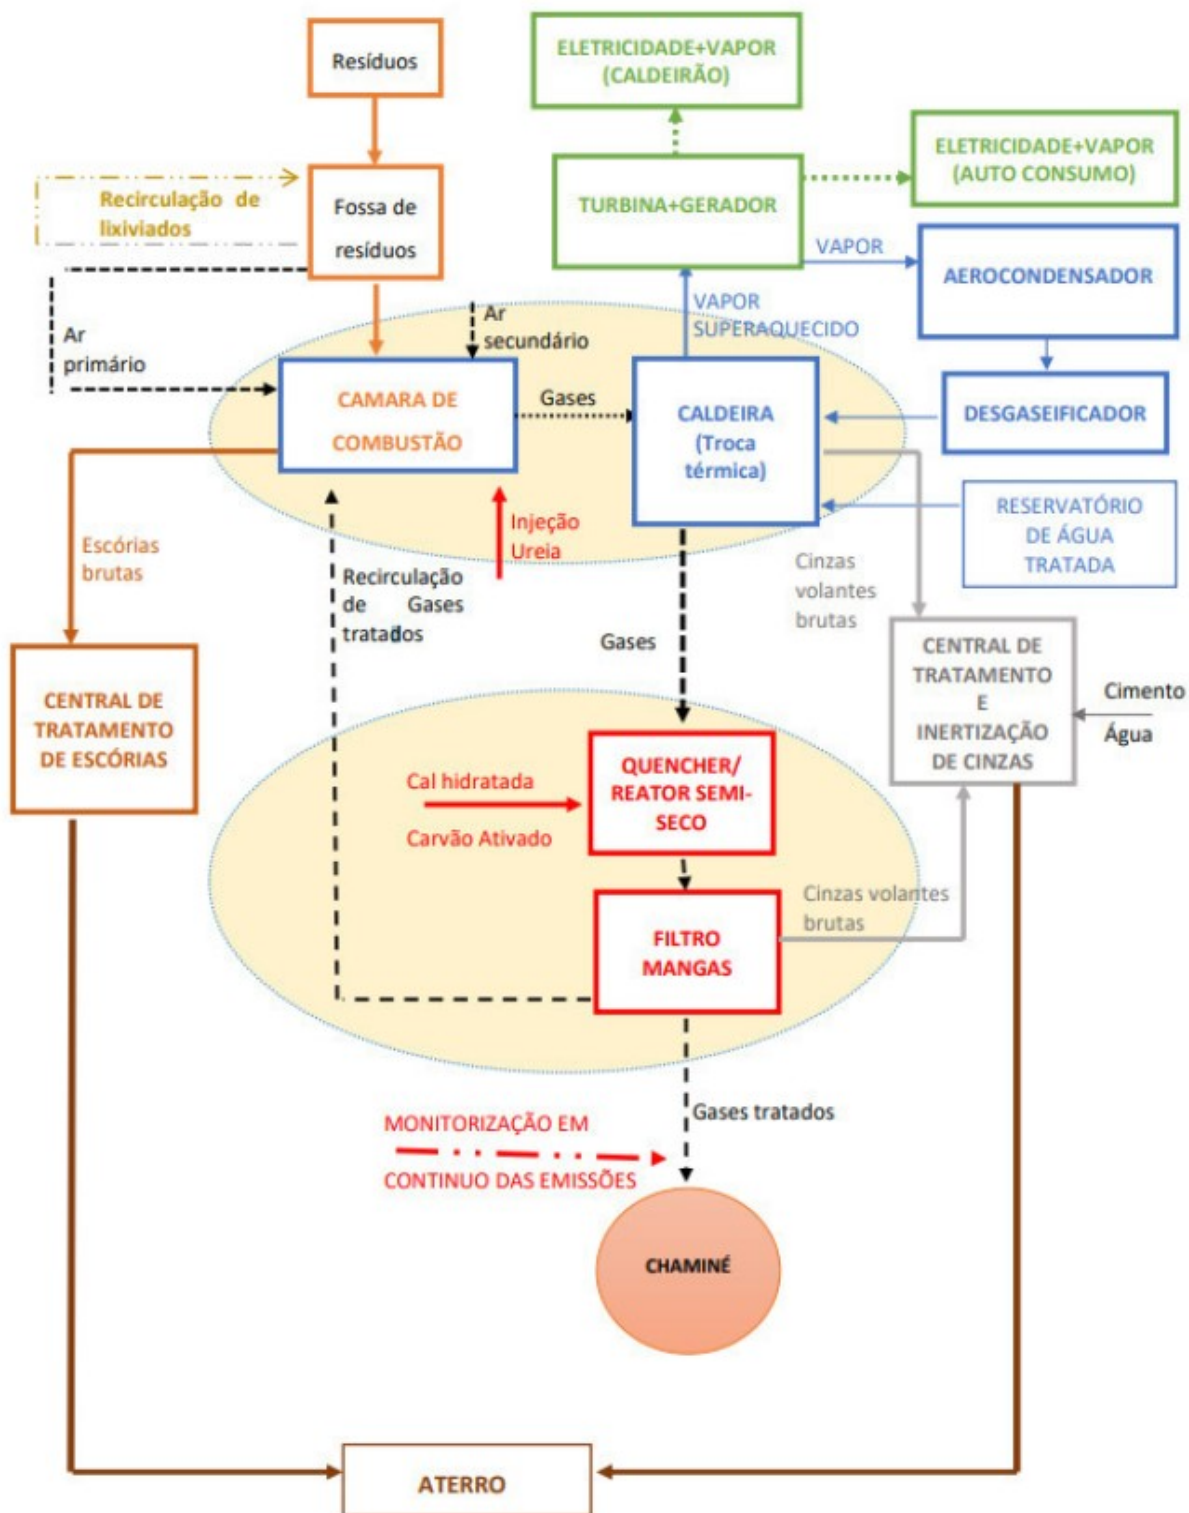 Resíduos
ELETRICIDADE+VAPOR
(CALDEIRÃO)
Recirculação de
lixiviados
Fossa de
resíduos
TURBINA+GERADOR
ELETRICIDADE+VAPOR
(AUTO CONSUMO)
VAPOR
AEROCONDENSADOR
Ar
primário
Ar
secundário
VAPOR
SUPERAQUECIDO
CAMARA DE
COMBUSTÃO
Gases
CALDEIRA
(Troca
térmica)
DESGASEIFICADOR
RESERVATÓRIO
DE ÁGUA
TRATADA
Escórias
brutas
Injeção
Ureia
Recirculação
de Gases
tratados
Gases
Cinzas
volantes
brutas
CENTRAL DE
TRATAMENTO
DE ESCÓRIAS
CENTRAL DE
TRATAMENTO
E
INERTIZAÇÃO
DE CINZAS
Cimento
Água
Cal hidratada
Carvão Ativado
QUENCHER/
REATOR SEMI-
SECO
FILTRO
MANGAS
Cinzas volantes
brutas
Gases tratados
MONITORIZAÇÃO EM
CONTINUO DAS EMISSÕES
CHAMINÉ
ATERRO